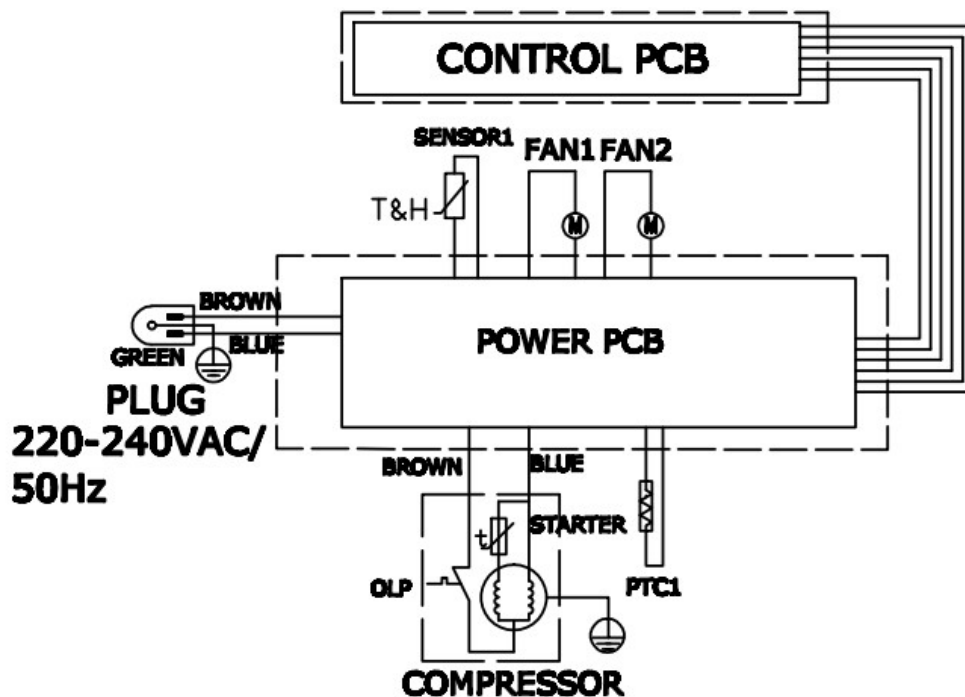 CONTROL PCB
SENSOR1
FAN1 FAN2
T&H
M
M
BROWN
BLUE
GREEN
POWER PCB
PLUG
220-240VAC/
50Hz
BROWN
BLUE
STARTER
t
OLP
PTC1
COMPRESSOR